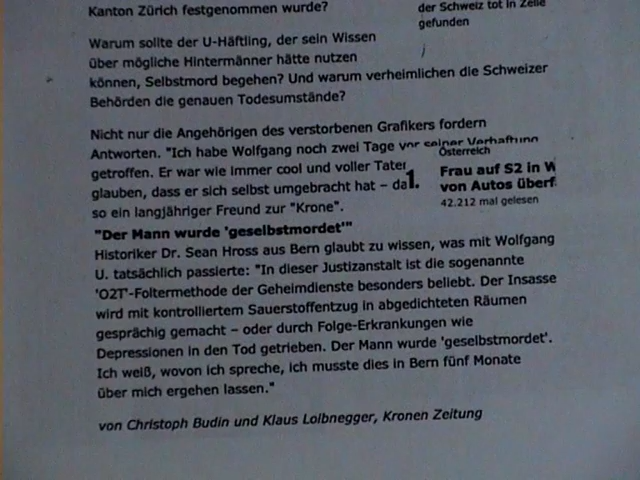 Kanton Zürich festgenommen wurde?
der Schweiz tot in Zelle
gefunden
Warum sollte der U-Häftling, der sein Wissen
über mögliche Hintermänner hätte nutzen
können, Selbstmord begehen? Und warum verheimlichen die Schweizer
Behörden die genauen Todesumstände?
Nicht nur die Angehörigen des verstorbenen Grafikers fordern
Antworten. "Ich habe Wolfgang noch zwei Tage vor seiner Verhaftung
getroffen. Er war wie immer cool und voller Taten
glauben, dass er sich selbst umgebracht hat – da
so ein langjähriger Freund zur "Krone".
1.
Österreich
Frau auf S2 in W
von Autos überf
42.212 mal gelesen
"Der Mann wurde 'geselbstmordet'"
Historiker Dr. Sean Hross aus Bern glaubt zu wissen, was mit Wolfgang
U. tatsächlich passierte: "In dieser Justizanstalt ist die sogenannte
'O2T'-Foltermethode der Geheimdienste besonders beliebt. Der Insasse
wird mit kontrolliertem Sauerstoffentzug in abgedichteten Räumen
gesprächig gemacht – oder durch Folge-Erkrankungen wie
Depressionen in den Tod getrieben. Der Mann wurde 'geselbstmordet'.
Ich weiß, wovon ich spreche, ich musste dies in Bern fünf Monate
über mich ergehen lassen."
von Christoph Budin und Klaus Loibnegger, Kronen Zeitung